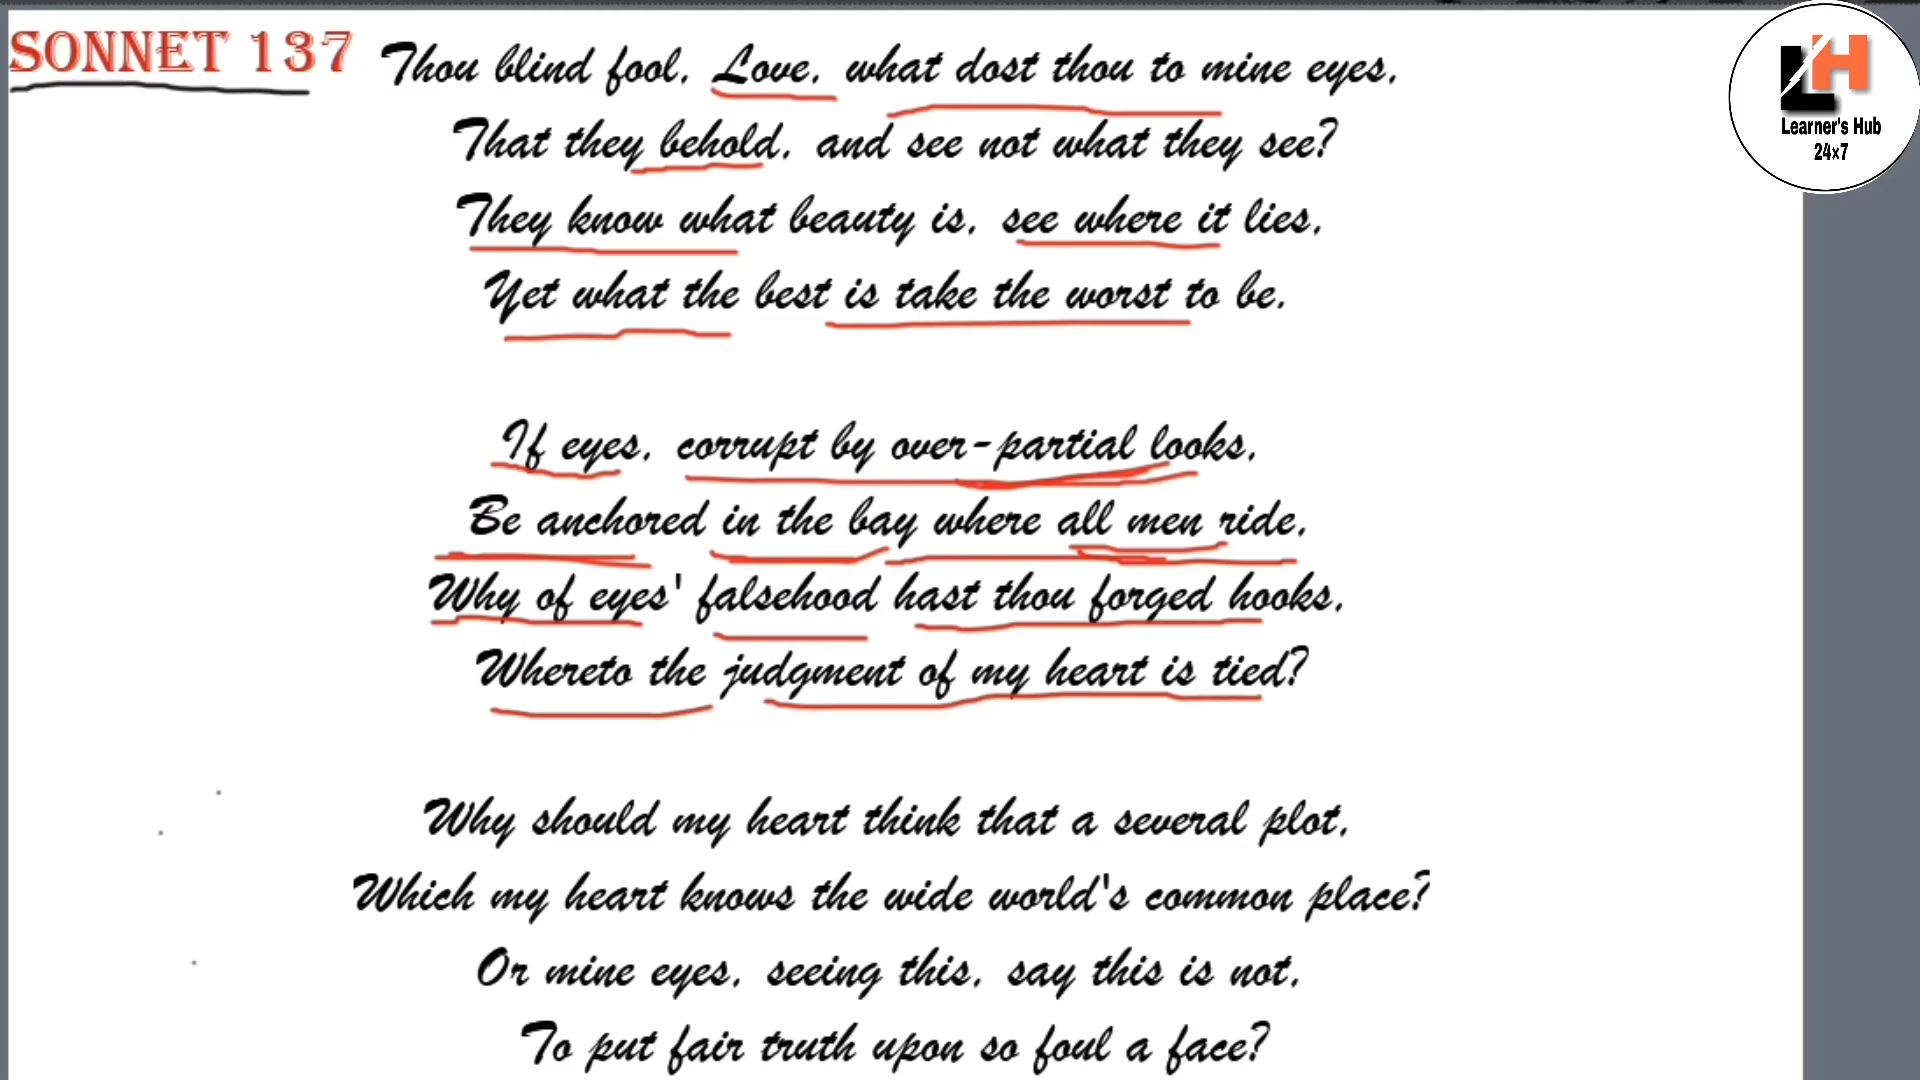 SONNET 137
Thou blind fool, Love, what dost thou to mine eyes,
That they behold, and see not what they see?
They know what beauty is, see where it lies,
Yet what the best is take the worst to be.
If eyes, corrupt by over-partial looks,
Be anchored in the bay where all men ride,
Why of eyes' falsehood hast thou forged hooks,
Whereto the judgment of my heart is tied?
Why should my heart think that a several plot,
Which my heart knows the wide world's common place?
Or mine eyes, seeing this, say this is not,
To put fair truth upon so foul a face?
LH
Learner's Hub
24x7